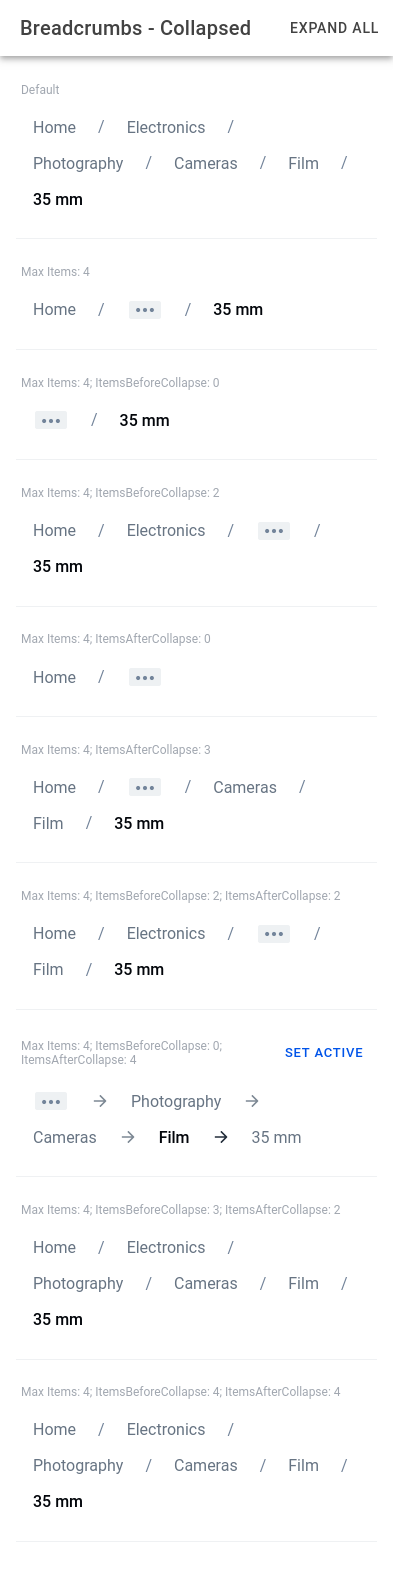 Breadcrumbs - Collapsed EXPAND ALL
Default
Home / Electronics /
Photography / Cameras / Film /
35 mm
Max Items: 4
Home / ••• / 35 mm
Max Items: 4; ItemsBeforeCollapse: 0
••• / 35 mm
Max Items: 4; ItemsBeforeCollapse: 2
Home / Electronics / ••• /
35 mm
Max Items: 4; ItemsAfterCollapse: 0
Home / •••
Max Items: 4; ItemsAfterCollapse: 3
Home / ••• / Cameras /
Film / 35 mm
Max Items: 4; ItemsBeforeCollapse: 2; ItemsAfterCollapse: 2
Home / Electronics / ••• /
Film / 35 mm
Max Items: 4; ItemsBeforeCollapse: 0;
ItemsAfterCollapse: 4
SET ACTIVE
••• → Photography →
Cameras → Film → 35 mm
Max Items: 4; ItemsBeforeCollapse: 3; ItemsAfterCollapse: 2
Home / Electronics /
Photography / Cameras / Film /
35 mm
Max Items: 4; ItemsBeforeCollapse: 4; ItemsAfterCollapse: 4
Home / Electronics /
Photography / Cameras / Film /
35 mm